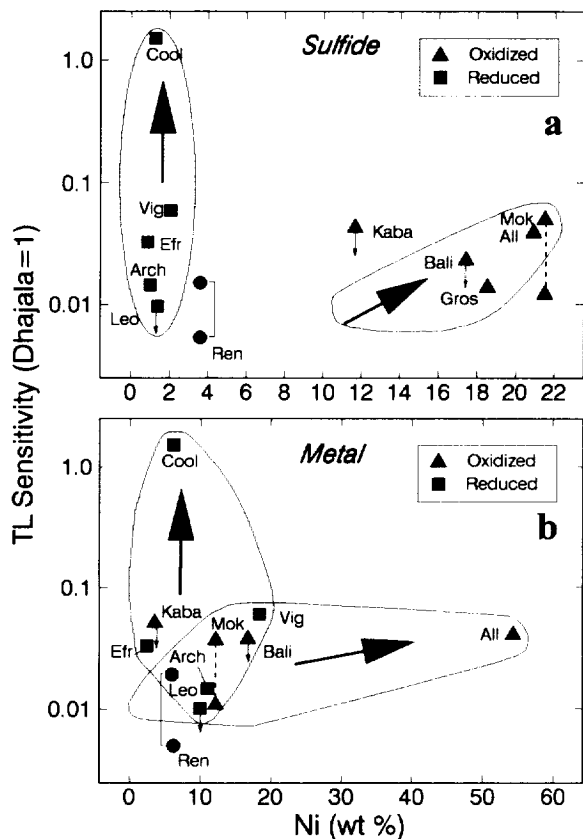 Sulfide
Oxidized
Reduced
a
1.0
Cool
0.1
Vig
Efr
Arch
Leo
Ren
Kaba
Bali
Gros
Mok
All
0.01
0 2 4 6 8 10 12 14 16 18 20 22
TL Sensitivity (Dhajala=1)
Metal
Oxidized
Reduced
b
1.0
Cool
0.1
Kaba
Mok
Vig
Efr
Arch
Bali
All
Leo
0.01
Ren
0 10 20 30 40 50 60
Ni (wt %)